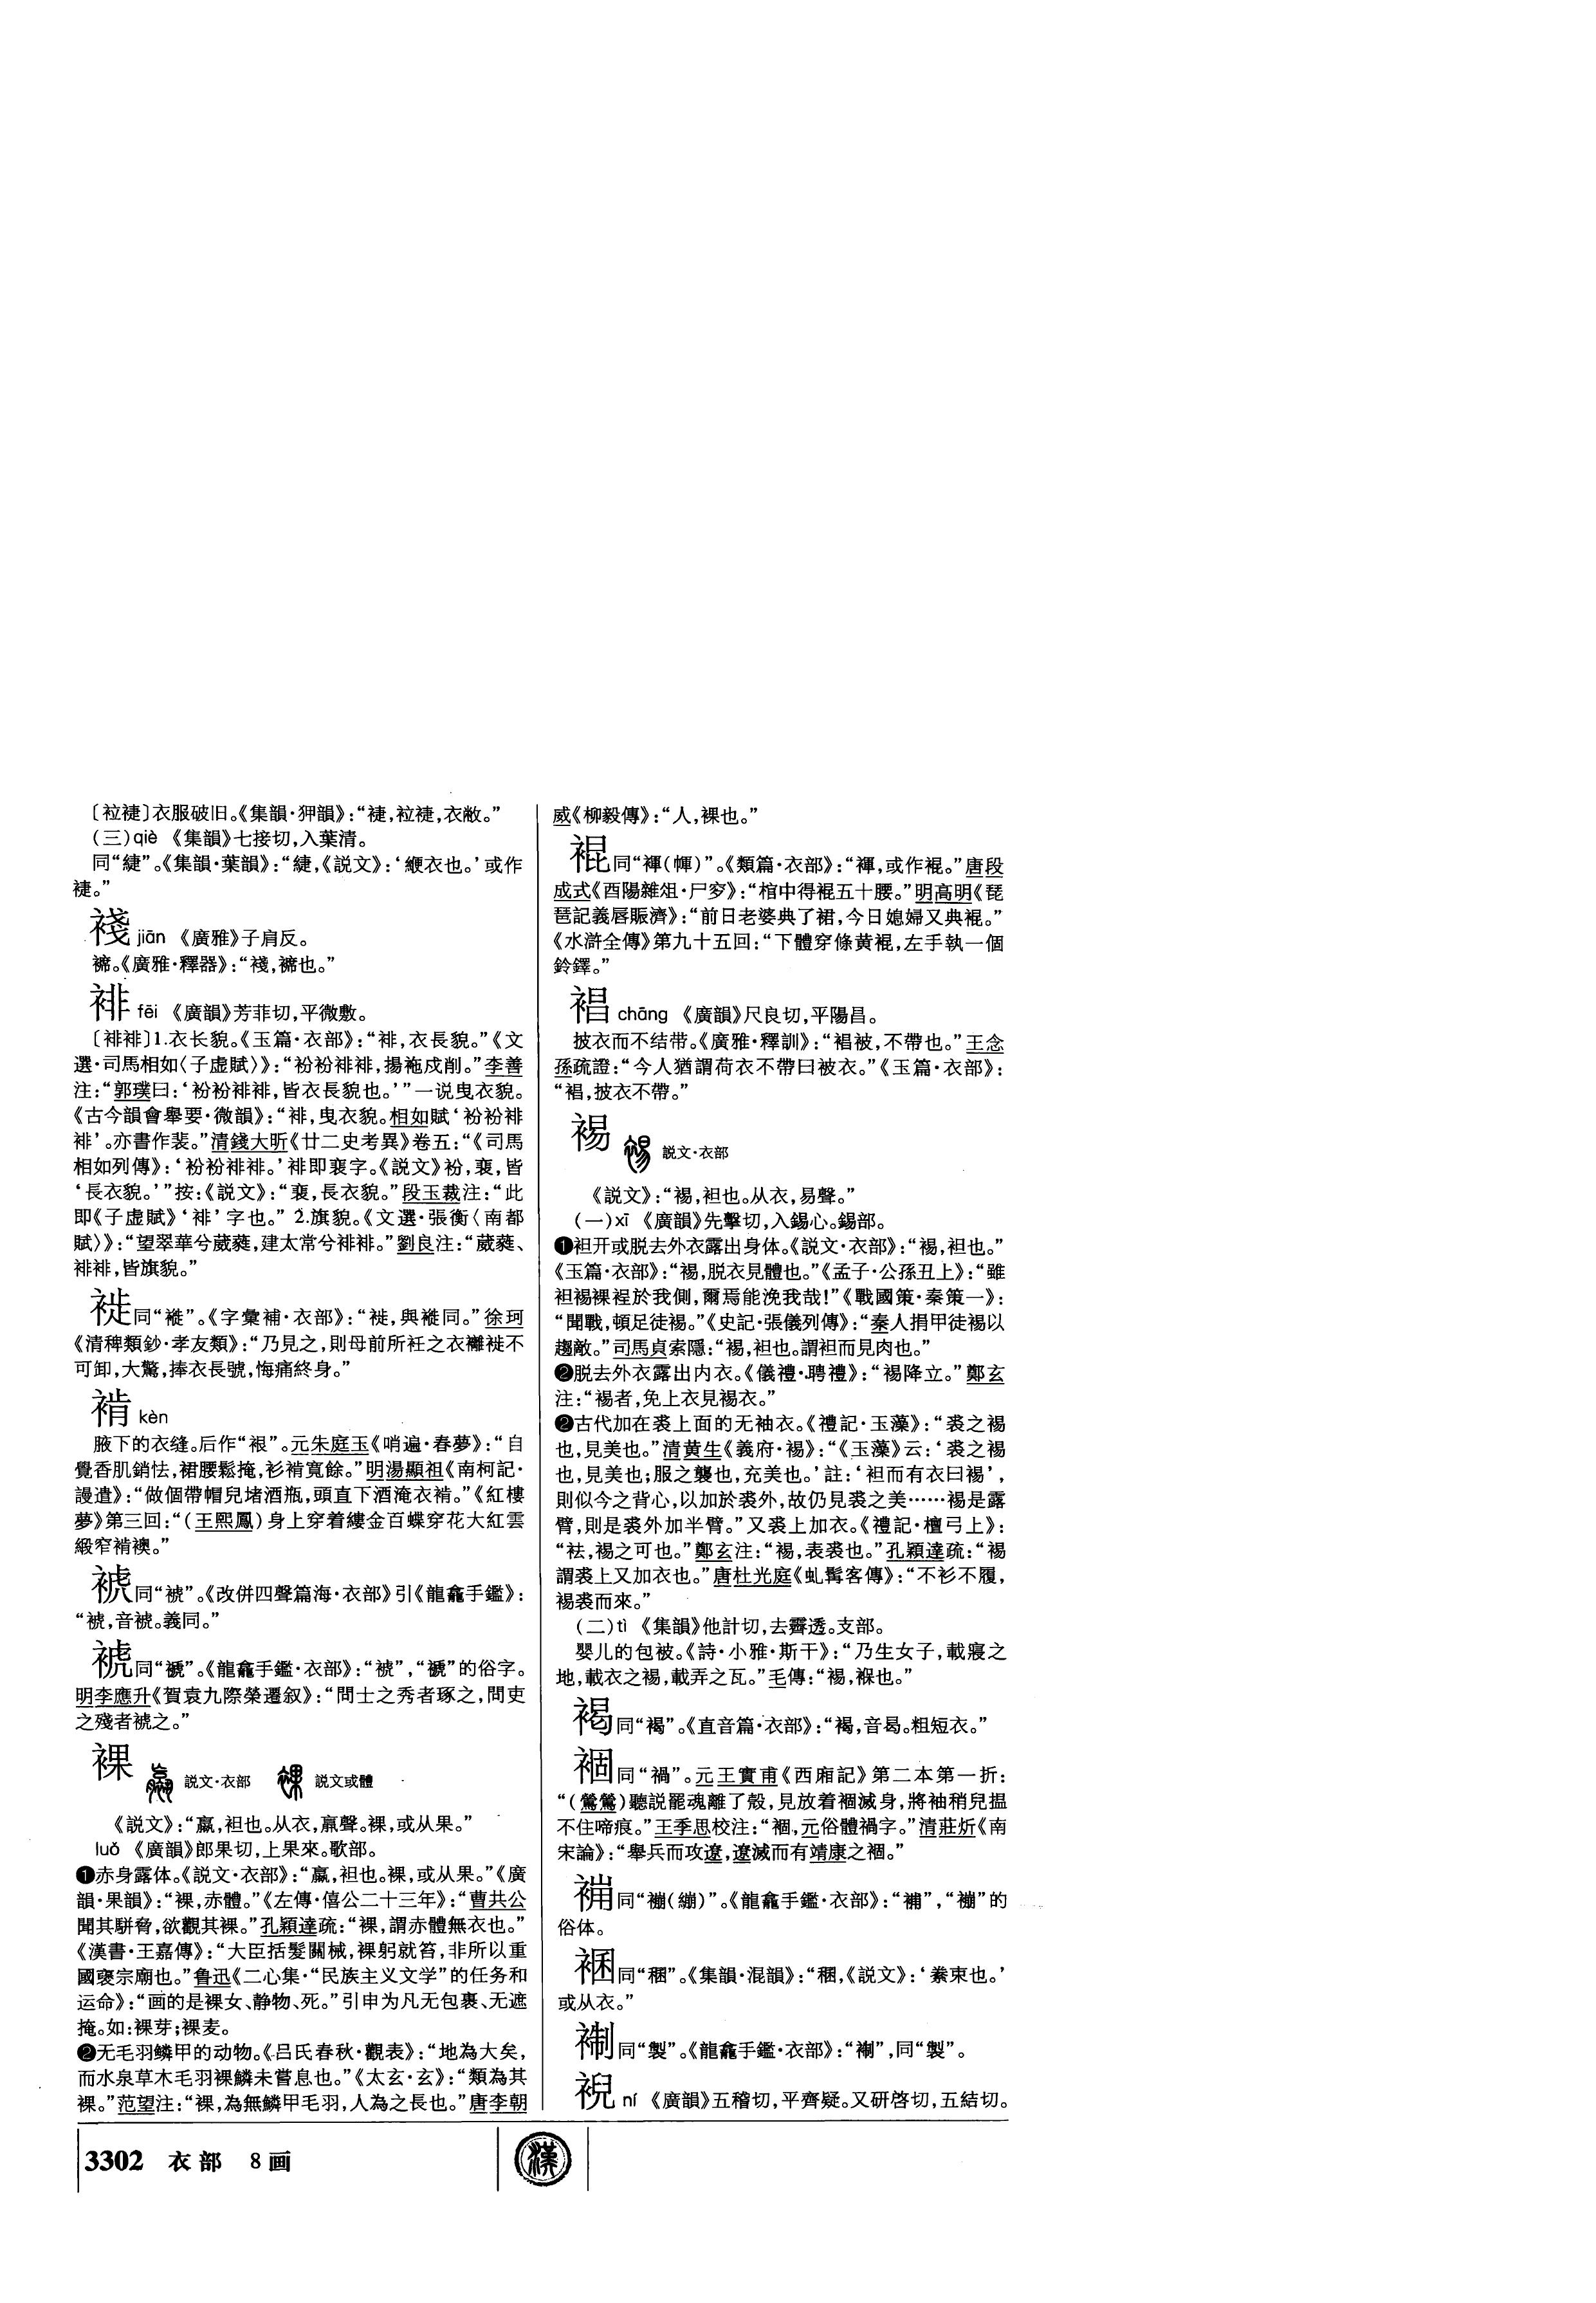 〔䘠䘿〕衣服破旧。《集韻·狎韻》：“䘿，䘠䘿，衣敝。”
（三）qiè 《集韻》七接切，入葉清。
同“緁”。《集韻·葉韻》：“緁，《説文》：‘緶衣也。’或作
䘿。”
䙁 jiān 《廣雅》子肩反。
褯。《廣雅·釋器》：“䙁，褯也。”
裶 fēi 《廣韻》芳菲切，平微敷。
〔裶裶〕1.衣长貌。《玉篇·衣部》：“裶，衣長貌。”《文
選·司馬相如〈子虚賦〉》：“衯衯裶裶，揚袘戍削。”李善
注：“郭璞曰：‘衯衯裶裶，皆衣長貌也。’”一说曳衣貌。
《古今韻會舉要·微韻》：“裶，曳衣貌。相如賦‘衯衯裶
裶’。亦書作裴。”清錢大昕《廿二史考異》卷五：“《司馬
相如列傳》：‘衯衯裶裶。’裶即裵字。《説文》衯，裵，皆
‘長衣貌。’”按：《説文》：“裵，長衣貌。”段玉裁注：“此
即《子虚賦》‘裶’字也。” 2.旗貌。《文選·張衡〈南都
賦〉》：“望翠華兮葳蕤，建太常兮裶裶。”劉良注：“葳蕤、
裶裶，皆旗貌。”
同“褷”。《字彙補·衣部》：“，與褷同。”徐珂
《清稗類鈔·孝友類》：“乃見之，則母前所衽之衣䙰不
可卸，大驚，捧衣長號，悔痛終身。”
裿 kèn
腋下的衣缝。后作“裉”。元朱庭玉《哨遍·春夢》：“自
覺香肌銷怯，裙腰鬆掩，衫褃寬餘。”明湯顯祖《南柯記·
謾遣》：“做個帶帽兒堵酒瓶，頭直下酒淹衣褃。”《紅樓
夢》第三回：“（王熙鳳）身上穿着縷金百蝶穿花大紅雲
緞窄褃襖。”
同“裭”。《改併四聲篇海·衣部》引《龍龕手鑑》：
“，音裭。義同。”
裭同“褫”。《龍龕手鑑·衣部》：“裭”，“褫”的俗字。
明李應升《賀袁九際榮遷叙》：“問士之秀者琢之，問吏
之殘者裭之。”
裸 説文·衣部 説文或體
《説文》：“臝，袒也。从衣，𣎆聲。裸，或从果。”
luǒ 《廣韻》郎果切，上果來。歌部。
❶赤身露体。《説文·衣部》：“臝，袒也。裸，或从果。”《廣
韻·果韻》：“裸，赤體。”《左傳·僖公二十三年》：“曹共公
聞其駢脅，欲觀其裸。”孔穎達疏：“裸，謂赤體無衣也。”
《漢書·王嘉傳》：“大臣括髮關械，裸躬就笞，非所以重
國褒宗廟也。”鲁迅《二心集·“民族主义文学”的任务和
运命》：“画的是裸女、静物、死。”引申为凡无包裹、无遮
掩。如：裸芽；裸麦。
❷无毛羽鳞甲的动物。《吕氏春秋·觀表》：“地為大矣，
而水泉草木毛羽裸鱗未嘗息也。”《太玄·玄》：“類為其
裸。”范望注：“裸，為無鱗甲毛羽，人為之長也。”唐李朝
威《柳毅傳》：“人，裸也。”
裩同“褌（㡓）”。《類篇·衣部》：“褌，或作裩。”唐段
成式《酉陽雜俎·尸穸》：“棺中得裩五十腰。”明高明《琵
琶記義唇賑濟》：“前日老婆典了裙，今日媳婦又典裩。”
《水滸全傳》第九十五回：“下體穿條黄裩，左手執一個
鈴鐸。”
裮 chāng 《廣韻》尺良切，平陽昌。
披衣而不结带。《廣雅·釋訓》：“裮被，不帶也。”王念
孫疏證：“今人猶謂荷衣不帶曰被衣。”《玉篇·衣部》：
“裮，披衣不帶。”
裼 説文·衣部
《説文》：“裼，袒也。从衣，易聲。”
（一）xī 《廣韻》先擊切，入錫心。錫部。
❶袒开或脱去外衣露出身体。《説文·衣部》：“裼，袒也。”
《玉篇·衣部》：“裼，脱衣見體也。”《孟子·公孫丑上》：“雖
袒裼裸裎於我側，爾焉能浼我哉！”《戰國策·秦策一》：
“聞戰，頓足徒裼。”《史記·張儀列傳》：“秦人捐甲徒裼以
趨敵。”司馬貞索隱：“裼，袒也。謂袒而見肉也。”
❷脱去外衣露出内衣。《儀禮·聘禮》：“裼降立。”鄭玄
注：“裼者，免上衣見裼衣。”
❷古代加在裘上面的无袖衣。《禮記·玉藻》：“裘之裼
也，見美也。”清黄生《義府·裼》：“《玉藻》云：‘裘之裼
也，見美也；服之襲也，充美也。’註：‘袒而有衣曰裼’，
則似今之背心，以加於裘外，故仍見裘之美……裼是露
臂，則是裘外加半臂。”又裘上加衣。《禮記·檀弓上》：
“袪，裼之可也。”鄭玄注：“裼，表裘也。”孔穎達疏：“裼
謂裘上又加衣也。”唐杜光庭《虬髯客傳》：“不衫不履，
裼裘而來。”
（二）tì 《集韻》他計切，去霽透。支部。
婴儿的包被。《詩·小雅·斯干》：“乃生女子，載寢之
地，載衣之裼，載弄之瓦。”毛傳：“裼，褓也。”
同“褐”。《直音篇·衣部》：“褐，音曷。粗短衣。”
同“禍”。元王實甫《西廂記》第二本第一折：
“（鶯鶯）聽説罷魂離了殻，見放着滅身，將袖稍兒揾
不住啼痕。”王季思校注：“，元俗體禍字。”清莊炘《南
宋論》：“舉兵而攻遼，遼滅而有靖康之。”
同“繃（綳）”。《龍龕手鑑·衣部》：“”，“”的
俗体。
裍同“稇”。《集韻·混韻》：“稇，《説文》：‘絭束也。’
或从衣。”
同“製”。《龍龕手鑑·衣部》：“”，同“製”。
䘽 ní 《廣韻》五稽切，平齊疑。又研啓切，五結切。
3302 衣部 8画
漢